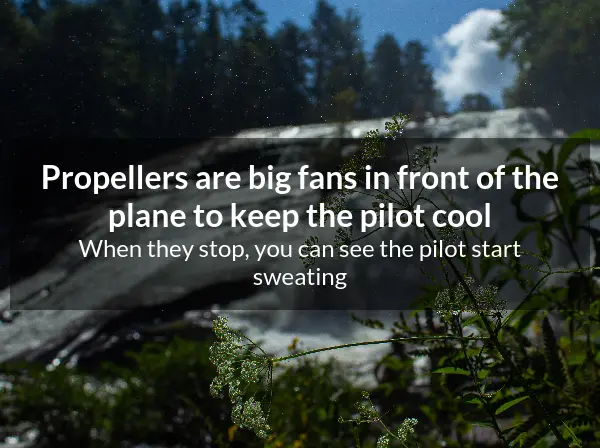 Propellers are big fans in front of the
plane to keep the pilot cool
When they stop, you can see the pilot start
sweating